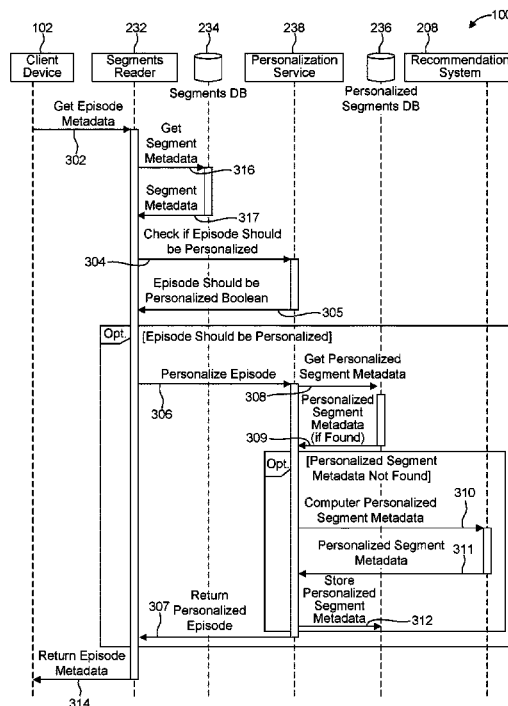 100
102
232
234
238
236
208
Client
Device
Segments
Reader
Segments DB
Personalization
Service
Personalized
Segments DB
Recommendation
System
Get Episode
Metadata
302
Get
Segment
Metadata
316
Segment
Metadata
317
Check if Episode Should
be Personalized
304
Episode Should be
Personalized Boolean
305
Opt.
[Episode Should be Personalized]
Personalize Episode
306
Get Personalized
Segment Metadata
308
Personalized
Segment
Metadata
(if Found)
309
Opt.
[Personalized Segment
Metadata Not Found]
Computer Personalized
Segment Metadata
310
Personalized Segment
Metadata
311
Store
Personalized
Segment
Metadata
312
Return
Personalized
Episode
307
Return Episode
Metadata
314